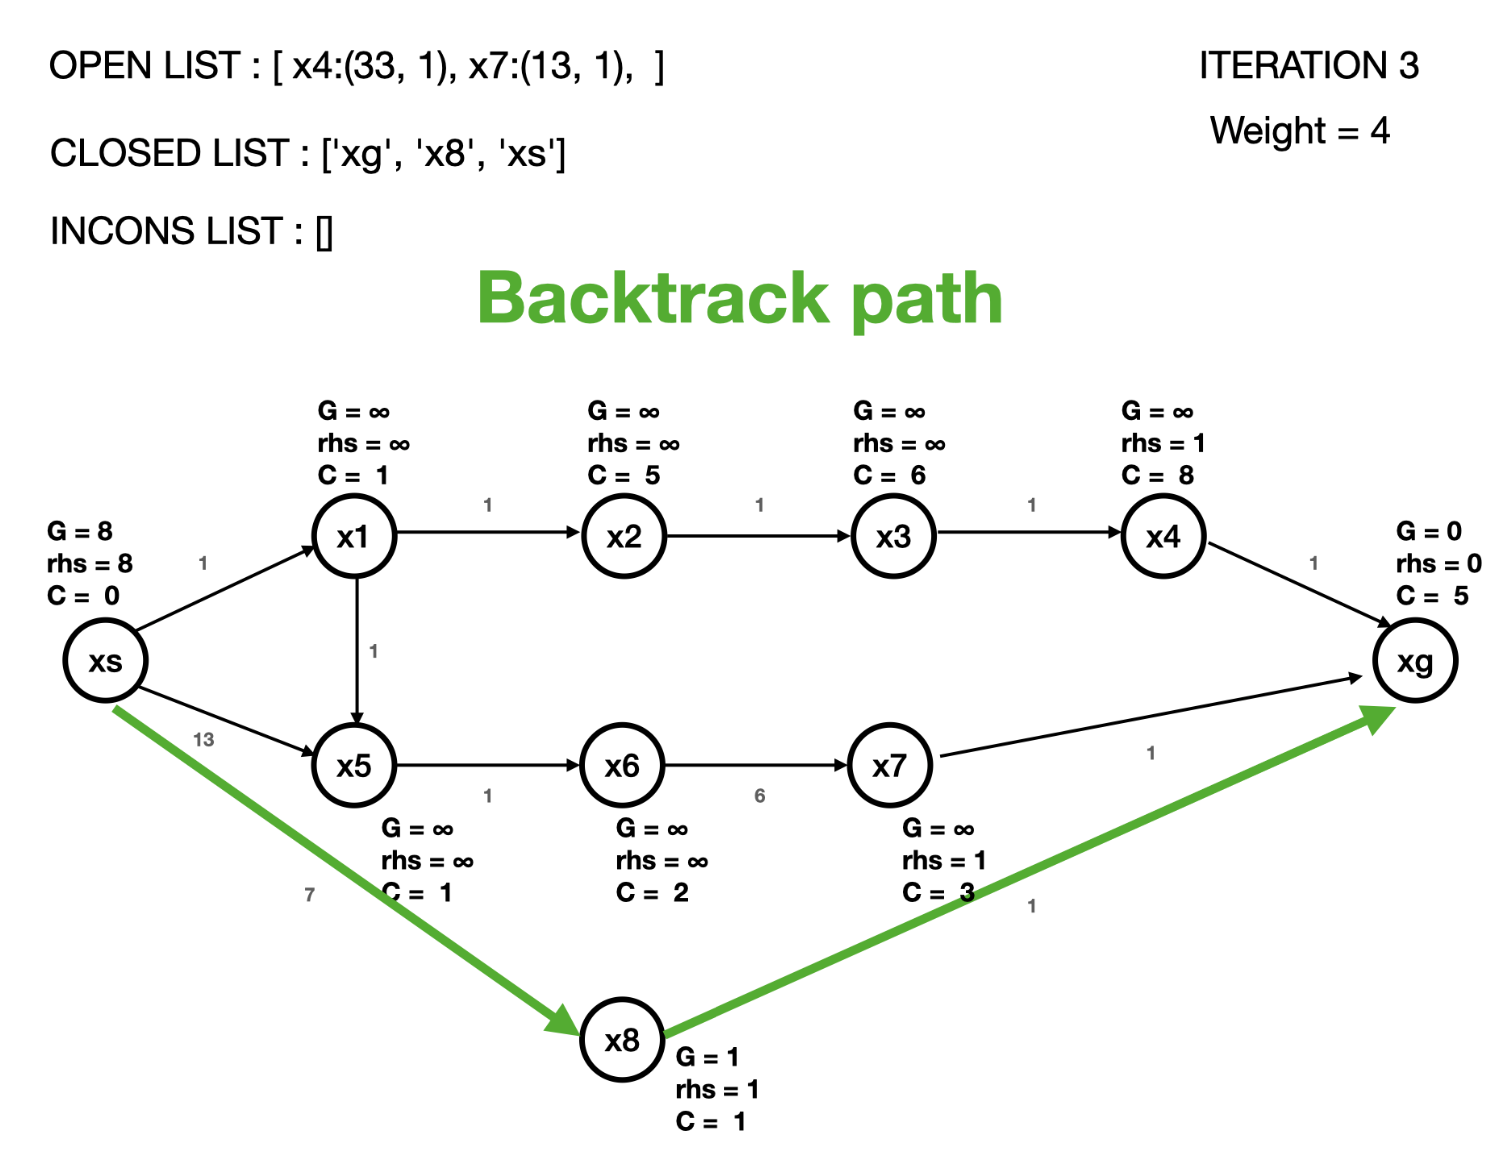 OPEN LIST : [ x4:(33, 1), x7:(13, 1),  ]
ITERATION 3
Weight = 4
CLOSED LIST : ['xg', 'x8', 'xs']
INCONS LIST : []
Backtrack path
G = ∞
rhs = ∞
C =  1
G = ∞
rhs = ∞
C =  5
G = ∞
rhs = ∞
C =  6
G = ∞
rhs = 1
C =  8
G = 8
rhs = 8
C =  0
G = 0
rhs = 0
C =  5
1
1
1
1
1
x1
x2
x3
x4
xs
xg
1
13
x5
x6
x7
1
6
1
G = ∞
rhs = ∞
C =  1
G = ∞
rhs = ∞
C =  2
G = ∞
rhs = 1
C =  3
7
1
x8
G = 1
rhs = 1
C =  1